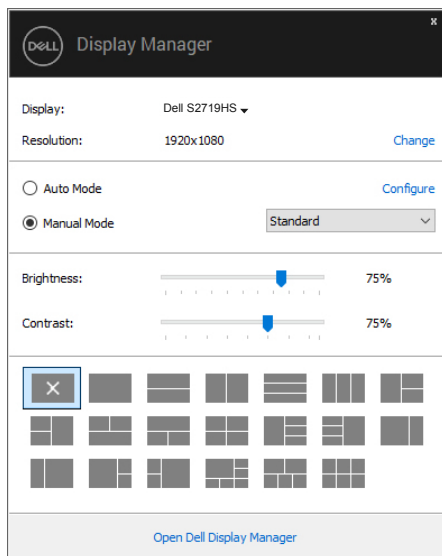 x
DELL Display Manager
Display: Dell S2719HS
Resolution: 1920x1080 Change
Auto Mode Configure
Manual Mode Standard
Brightness: 75%
Contrast: 75%
Open Dell Display Manager